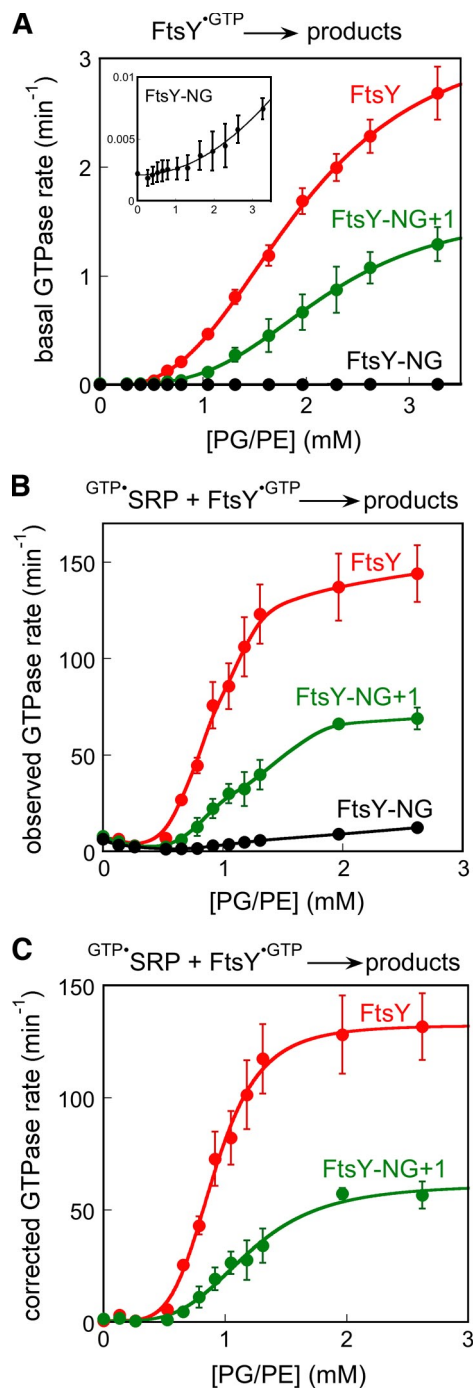 A
FtsY•GTP → products
basal GTPase rate (min⁻¹)
3
2
1
0
0.01
0.005
0
FtsY-NG
0 1 2 3
FtsY
FtsY-NG+1
FtsY-NG
0 1 2 3
[PG/PE] (mM)
B
GTP•SRP + FtsY•GTP → products
observed GTPase rate (min⁻¹)
150
100
50
0
FtsY
FtsY-NG+1
FtsY-NG
0 1 2 3
[PG/PE] (mM)
C
GTP•SRP + FtsY•GTP → products
corrected GTPase rate (min⁻¹)
150
100
50
0
FtsY
FtsY-NG+1
0 1 2 3
[PG/PE] (mM)